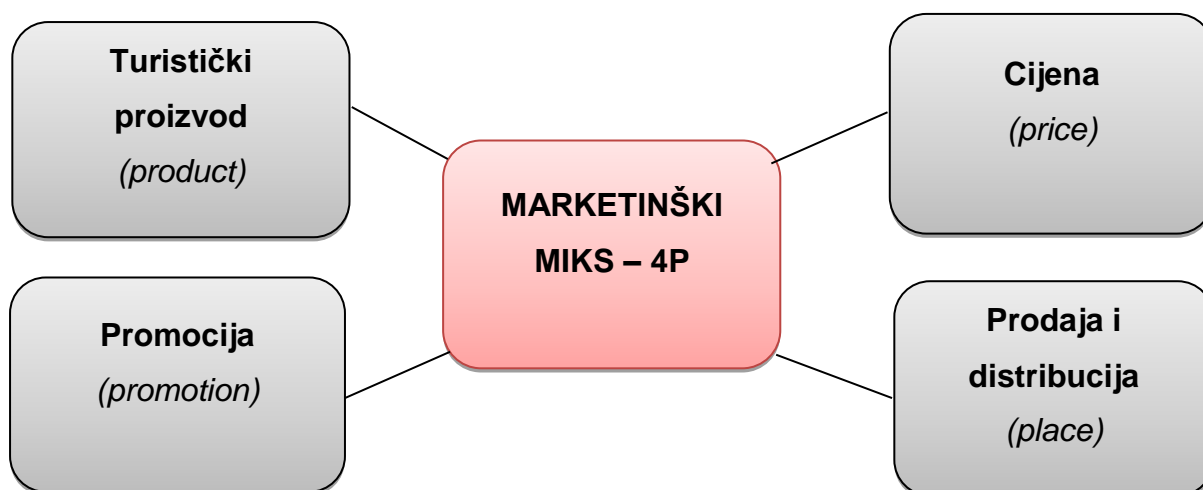 Turistički
proizvod
(product)
Cijena
(price)
MARKETINŠKI
MIKS – 4P
Promocija
(promotion)
Prodaja i
distribucija
(place)